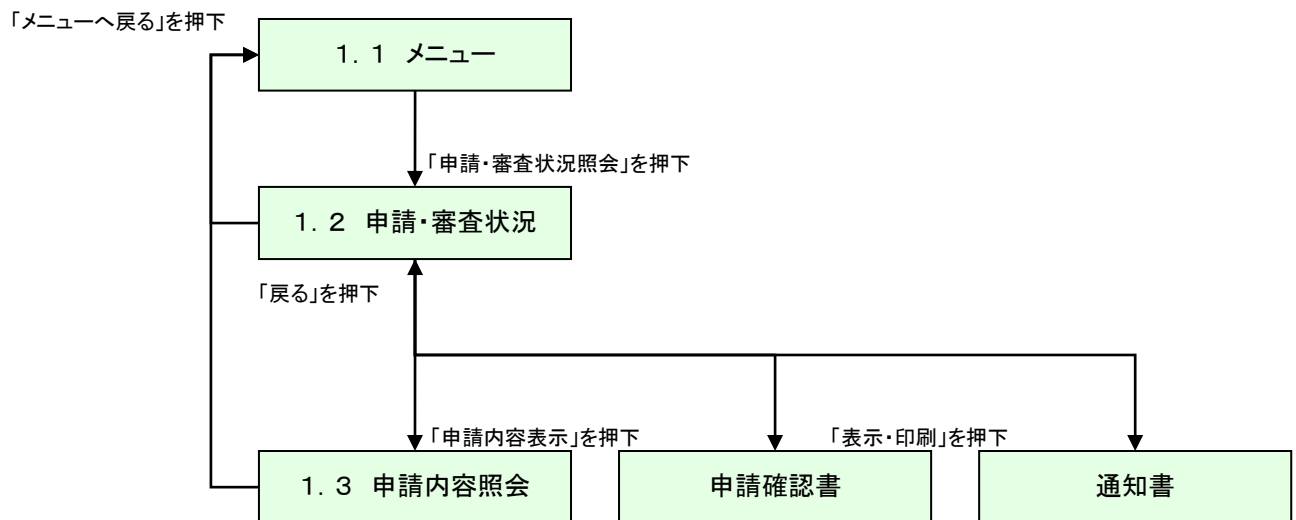 「メニューへ戻る」を押下
１．１ メニュー
「申請・審査状況照会」を押下
１．２ 申請・審査状況
「戻る」を押下
「申請内容表示」を押下
「表示・印刷」を押下
１．３ 申請内容照会
申請確認書
通知書